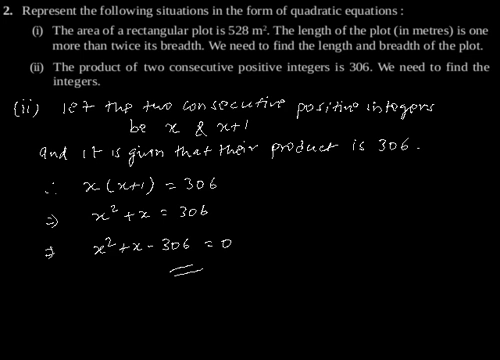 2. Represent the following situations in the form of quadratic equations :
(i) The area of a rectangular plot is 528 m². The length of the plot (in metres) is one
more than twice its breadth. We need to find the length and breadth of the plot.
(ii) The product of two consecutive positive integers is 306. We need to find the
integers.
(ii) let the two consecutive positive integers
be x & x+1
and it is given that their product is 306.
∴ x(x+1) = 306
⇒ x² + x = 306
⇒ x² + x - 306 = 0